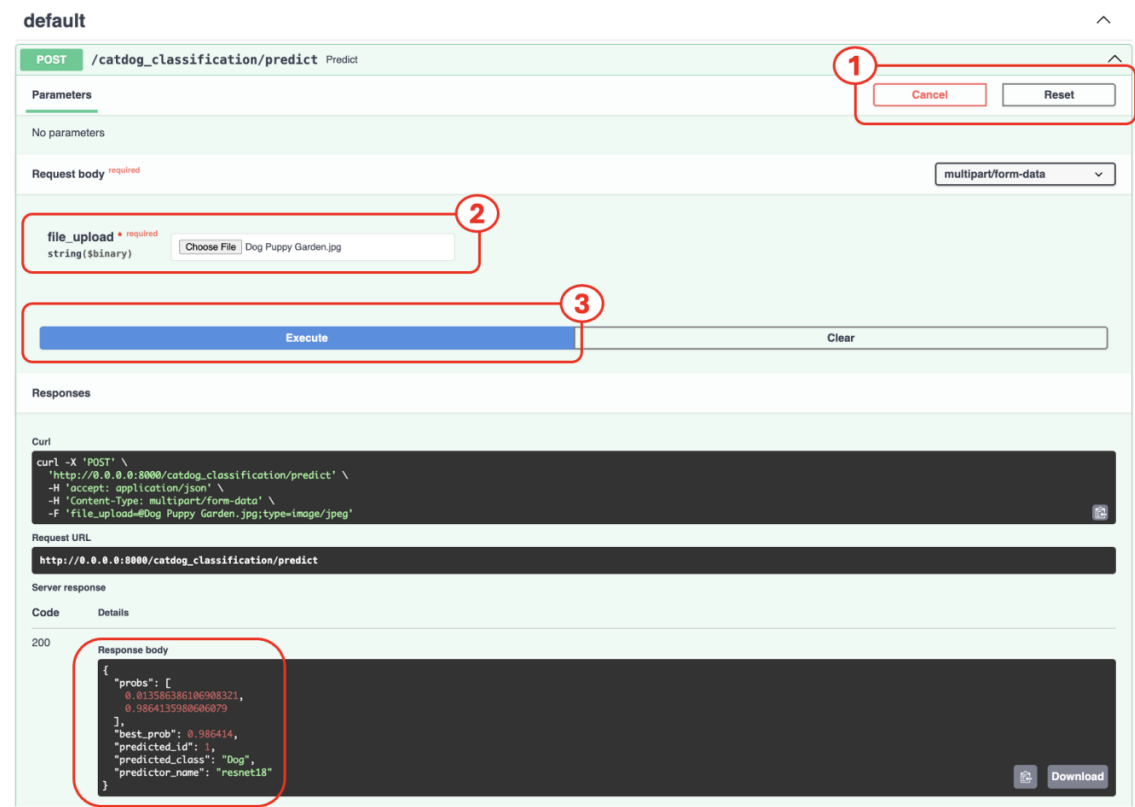 default
POST /catdog_classification/predict Predict
1
Parameters
Cancel
Reset
No parameters
Request body required
multipart/form-data
2
file_upload * required
string($binary)
Choose File Dog Puppy Garden.jpg
3
Execute
Clear
Responses
Curl
curl -X 'POST' \
'http://0.0.0.0:8000/catdog_classification/predict' \
-H 'accept: application/json' \
-H 'Content-Type: multipart/form-data' \
-F 'file_upload=@Dog Puppy Garden.jpg;type=image/jpeg'
Request URL
http://0.0.0.0:8000/catdog_classification/predict
Server response
Code Details
200
Response body
{
"probs": [
0.013586386106908321,
0.9864135980606079
],
"best_prob": 0.986414,
"predicted_id": 1,
"predicted_class": "Dog",
"predictor_name": "resnet18"
}
Download